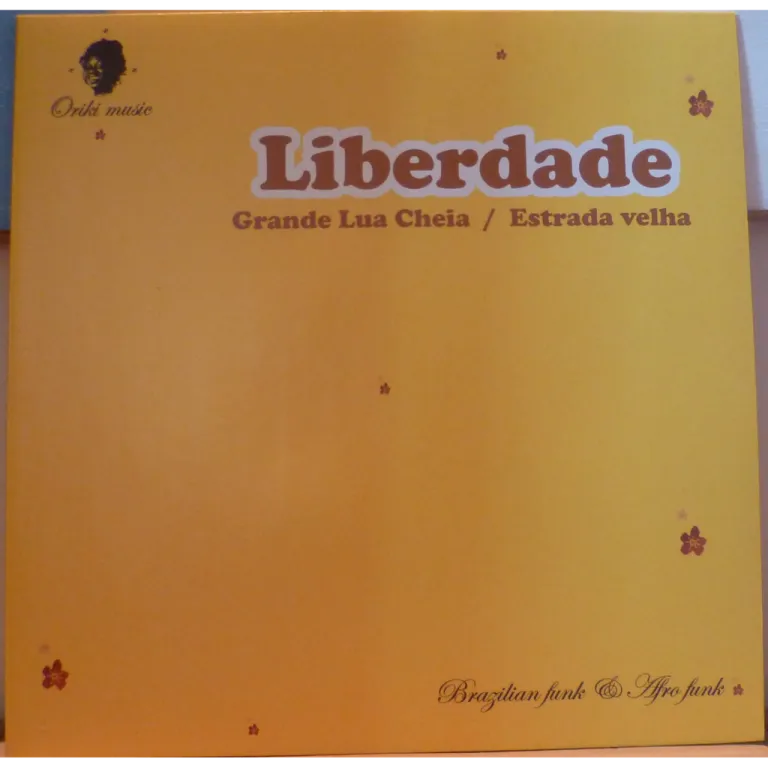 Oriki music
Liberdade
Grande Lua Cheia / Estrada velha
Brazilian funk & Afro funk